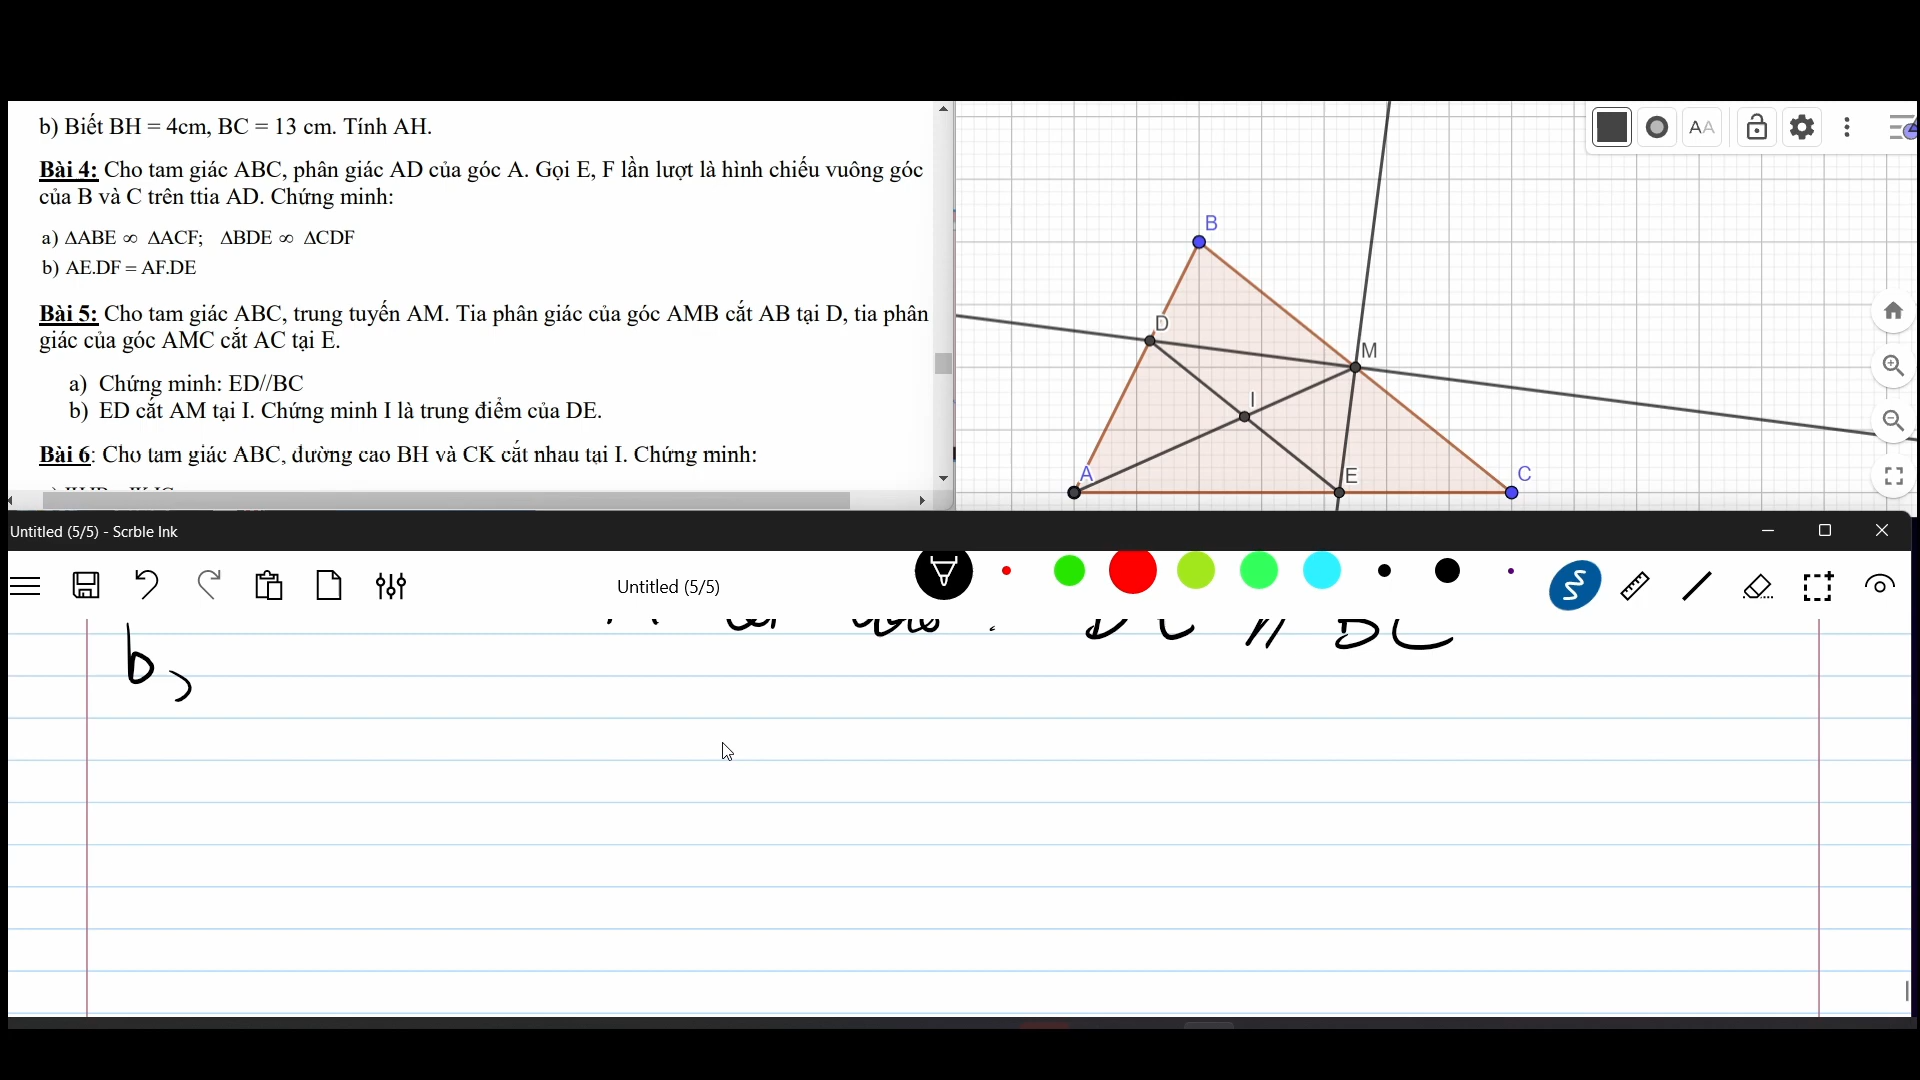 b) Biết BH = 4cm, BC = 13 cm. Tính AH.
Bài 4: Cho tam giác ABC, phân giác AD của góc A. Gọi E, F lần lượt là hình chiếu vuông góc
của B và C trên ttia AD. Chứng minh:
a) ΔABE ∞ ΔACF; ΔBDE ∞ ΔCDF
b) AE.DF = AF.DE
Bài 5: Cho tam giác ABC, trung tuyến AM. Tia phân giác của góc AMB cắt AB tại D, tia phân
giác của góc AMC cắt AC tại E.
a) Chứng minh: ED//BC
b) ED cắt AM tại I. Chứng minh I là trung điểm của DE.
Bài 6: Cho tam giác ABC, đường cao BH và CK cắt nhau tại I. Chứng minh:
AA
B
D
M
I
A
E
C
Untitled (5/5) - Scrble Ink
Untitled (5/5)
DE // BC
b,